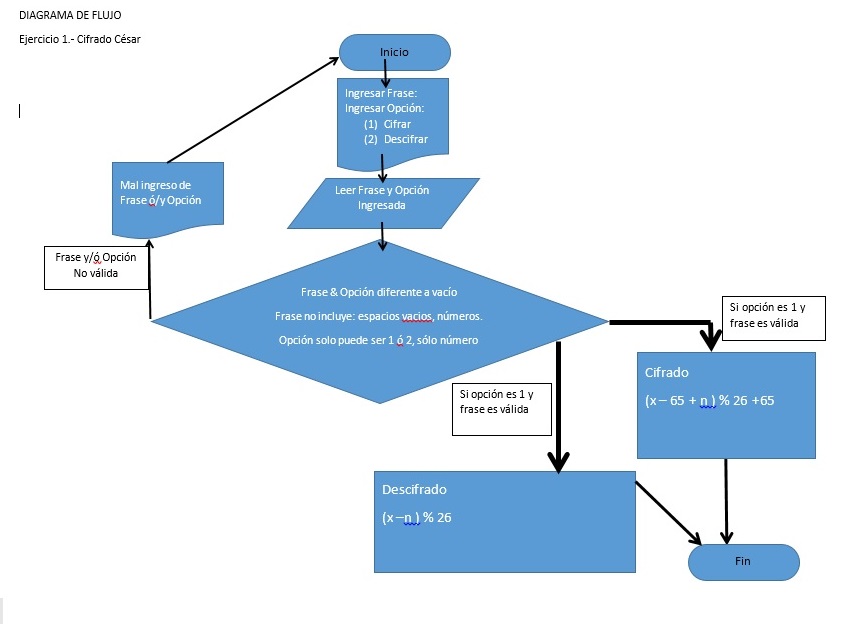 DIAGRAMA DE FLUJO
Ejercicio 1.- Cifrado César
Inicio
Ingresar Frase:
Ingresar Opción:
(1) Cifrar
(2) Descifrar
Mal ingreso de
Frase ó/y Opción
Leer Frase y Opción
Ingresada
Frase y/ó Opción
No válida
Frase & Opción diferente a vacío
Frase no incluye: espacios vacios, números.
Opción solo puede ser 1 ó 2, sólo número
Si opción es 1 y
frase es válida
Cifrado
(x – 65 + n ) % 26 +65
Si opción es 1 y
frase es válida
Descifrado
(x –n ) % 26
Fin